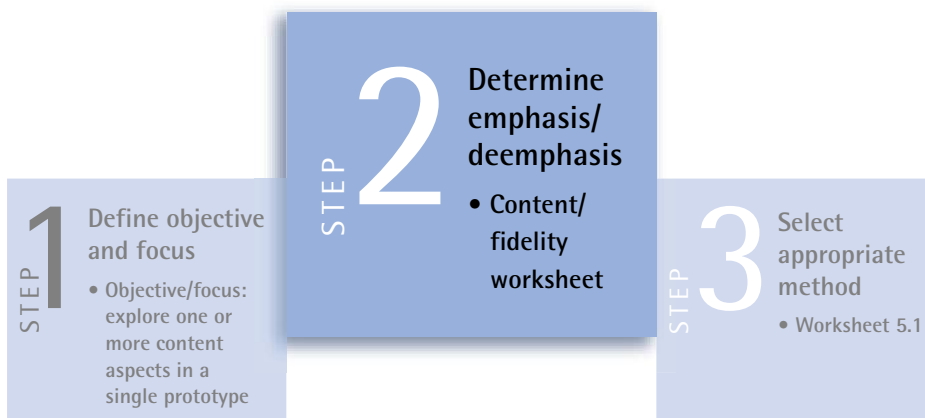 STEP
1
Define objective
and focus
• Objective/focus:
explore one or
more content
aspects in a
single prototype
STEP
2
Determine
emphasis/
deemphasis
• Content/
fidelity
worksheet
STEP
3
Select
appropriate
method
• Worksheet 5.1